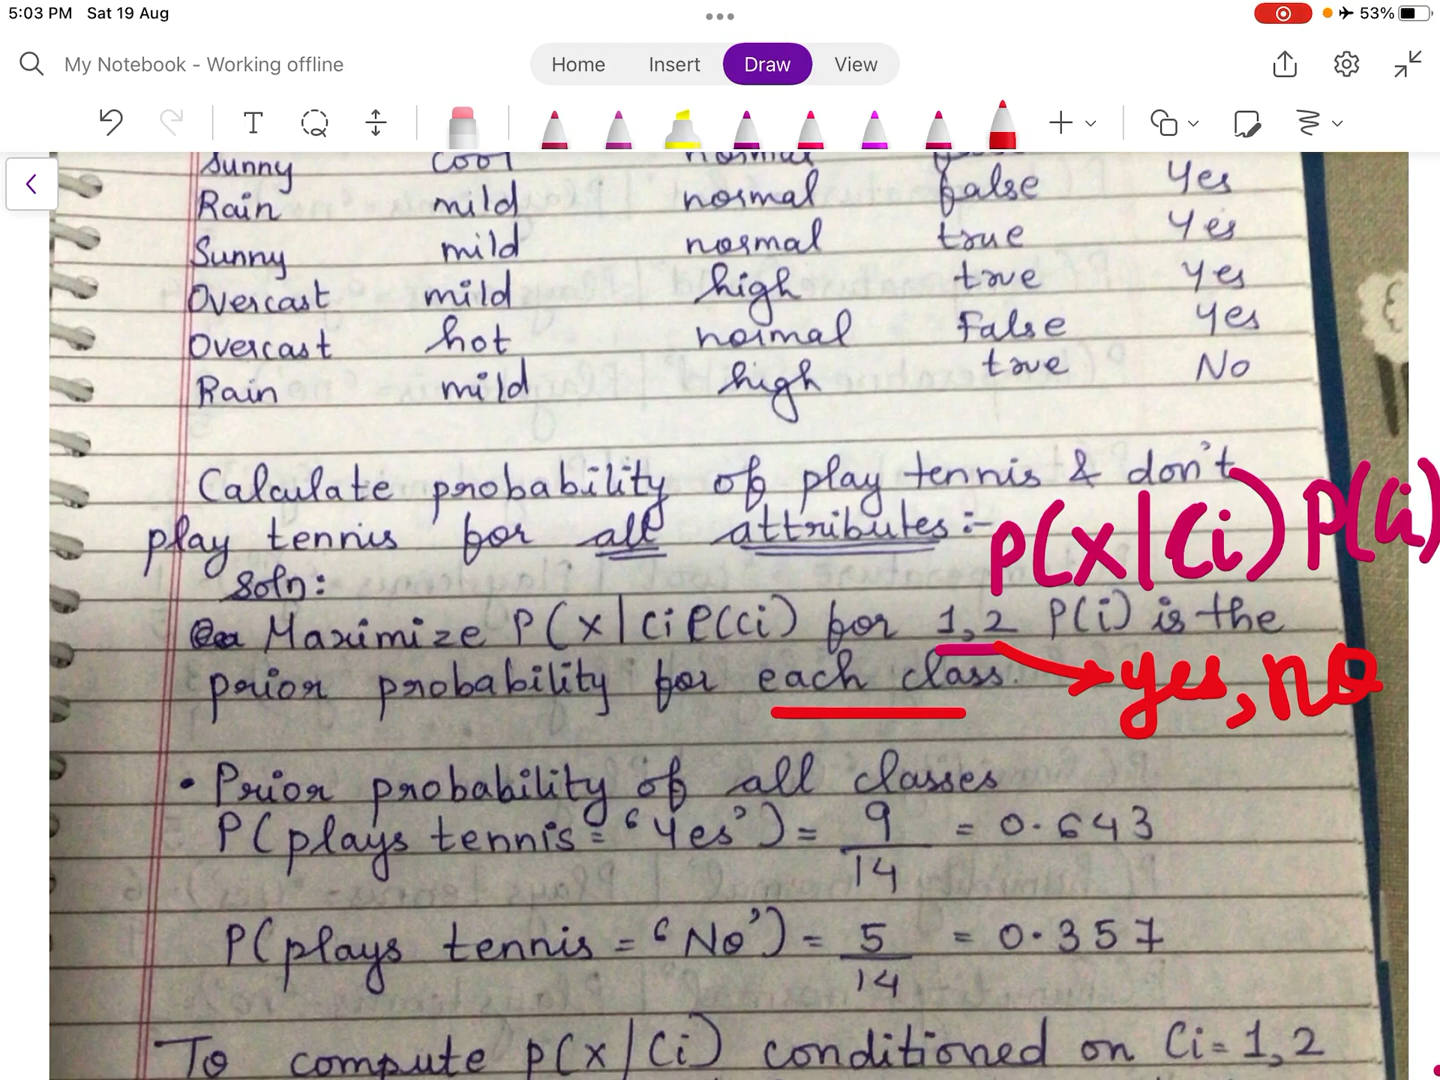 5:03 PM Sat 19 Aug
53%
My Notebook - Working offline
Home Insert Draw View
Sunny cool normal Yes
Rain mild normal false Yes
Sunny mild normal true Yes
Overcast mild high true Yes
Overcast hot normal False Yes
Rain mild high true No
Calculate probability of play tennis & don't
play tennis for all attributes :-
P(X|Ci) P(Ci)
Soln:
Maximize P(X|CiP(Ci) for 1,2 P(i) is the
prior probability for each class.
yes, no
• Prior probability of all classes
P(plays tennis = 'Yes') = 9/14 = 0.643
P(plays tennis = 'No') = 5/14 = 0.357
To compute P(X/Ci) conditioned on Ci = 1,2